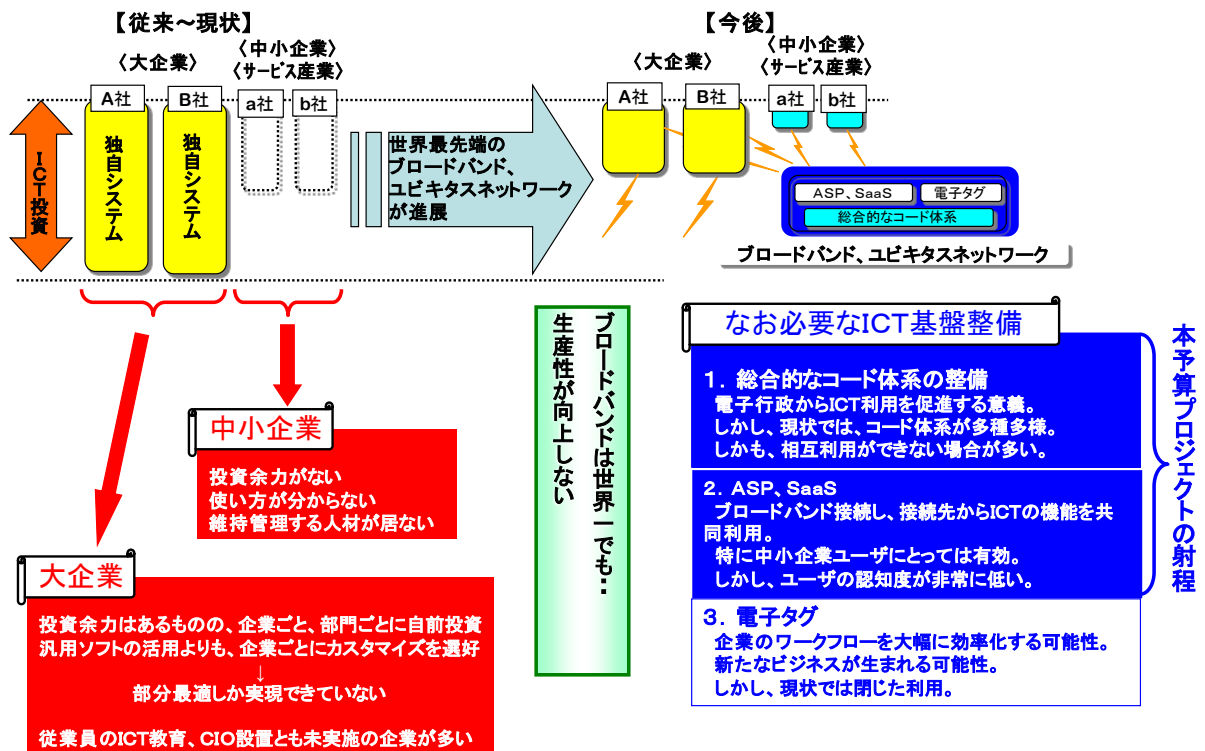 【従来～現状】
〈大企業〉
〈中小企業〉
〈サービス産業〉
A社
B社
a社
b社
ICT投資
独自システム
独自システム
世界最先端の
ブロードバンド、
ユビキタスネットワーク
が進展
【今後】
〈大企業〉
〈中小企業〉
〈サービス産業〉
A社
B社
a社
b社
ASP、SaaS
電子タグ
総合的なコード体系
ブロードバンド、ユビキタスネットワーク
中小企業
投資余力がない
使い方が分からない
維持管理する人材が居ない
大企業
投資余力はあるものの、企業ごと、部門ごとに自前投資
汎用ソフトの活用よりも、企業ごとにカスタマイズを選好
↓
部分最適しか実現できていない
従業員のICT教育、CIO設置とも未実施の企業が多い
ブロードバンドは世界一でも・・
生産性が向上しない
なお必要なICT基盤整備
１．総合的なコード体系の整備
電子行政からICT利用を促進する意義。
しかし、現状では、コード体系が多種多様。
しかも、相互利用ができない場合が多い。
２．ASP、SaaS
ブロードバンド接続し、接続先からICTの機能を共
同利用。
特に中小企業ユーザにとっては有効。
しかし、ユーザの認知度が非常に低い。
３．電子タグ
企業のワークフローを大幅に効率化する可能性。
新たなビジネスが生まれる可能性。
しかし、現状では閉じた利用。
本予算プロジェクトの射程